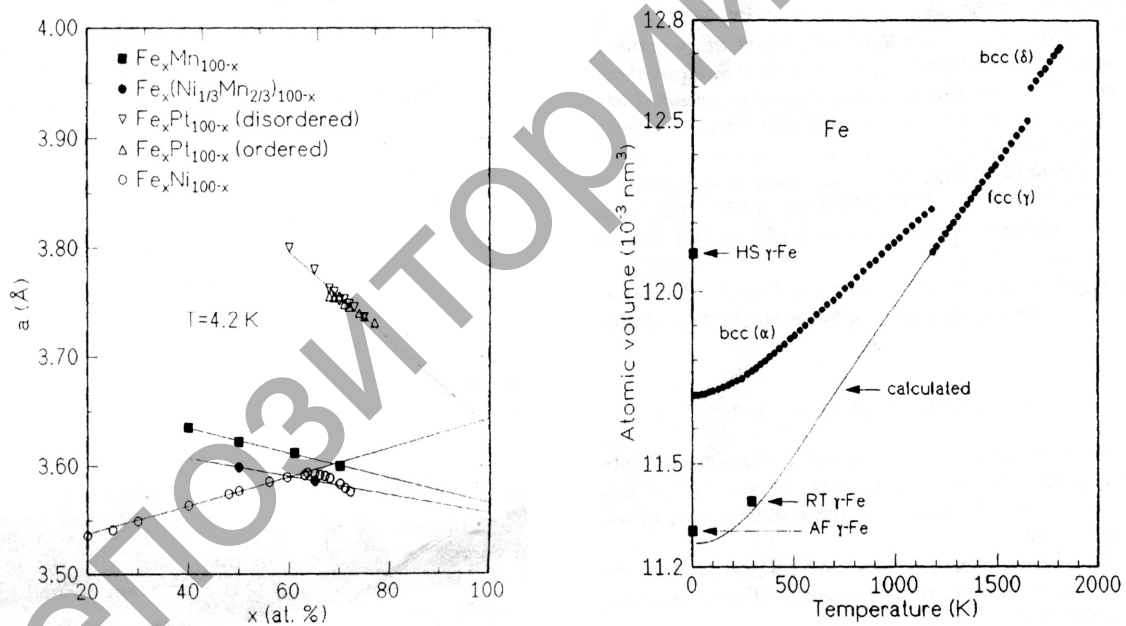 4.00
■ FeₓMn₁₀₀₋ₓ
● Feₓ(Ni₁/₃Mn₂/₃)₁₀₀₋ₓ
▽ FeₓPt₁₀₀₋ₓ (disordered)
△ FeₓPt₁₀₀₋ₓ (ordered)
○ FeₓNi₁₀₀₋ₓ
3.90
3.80
3.70
3.60
3.50
a (Å)
T=4.2 K
20 40 60 80 100
x (at. %)
12.8
12.5
12.0
11.5
11.2
Atomic volume (10⁻³ nm³)
bcc (δ)
Fe
fcc (γ)
HS γ-Fe
bcc (α)
calculated
RT γ-Fe
AF γ-Fe
0 500 1000 1500 2000
Temperature (K)
епозитори